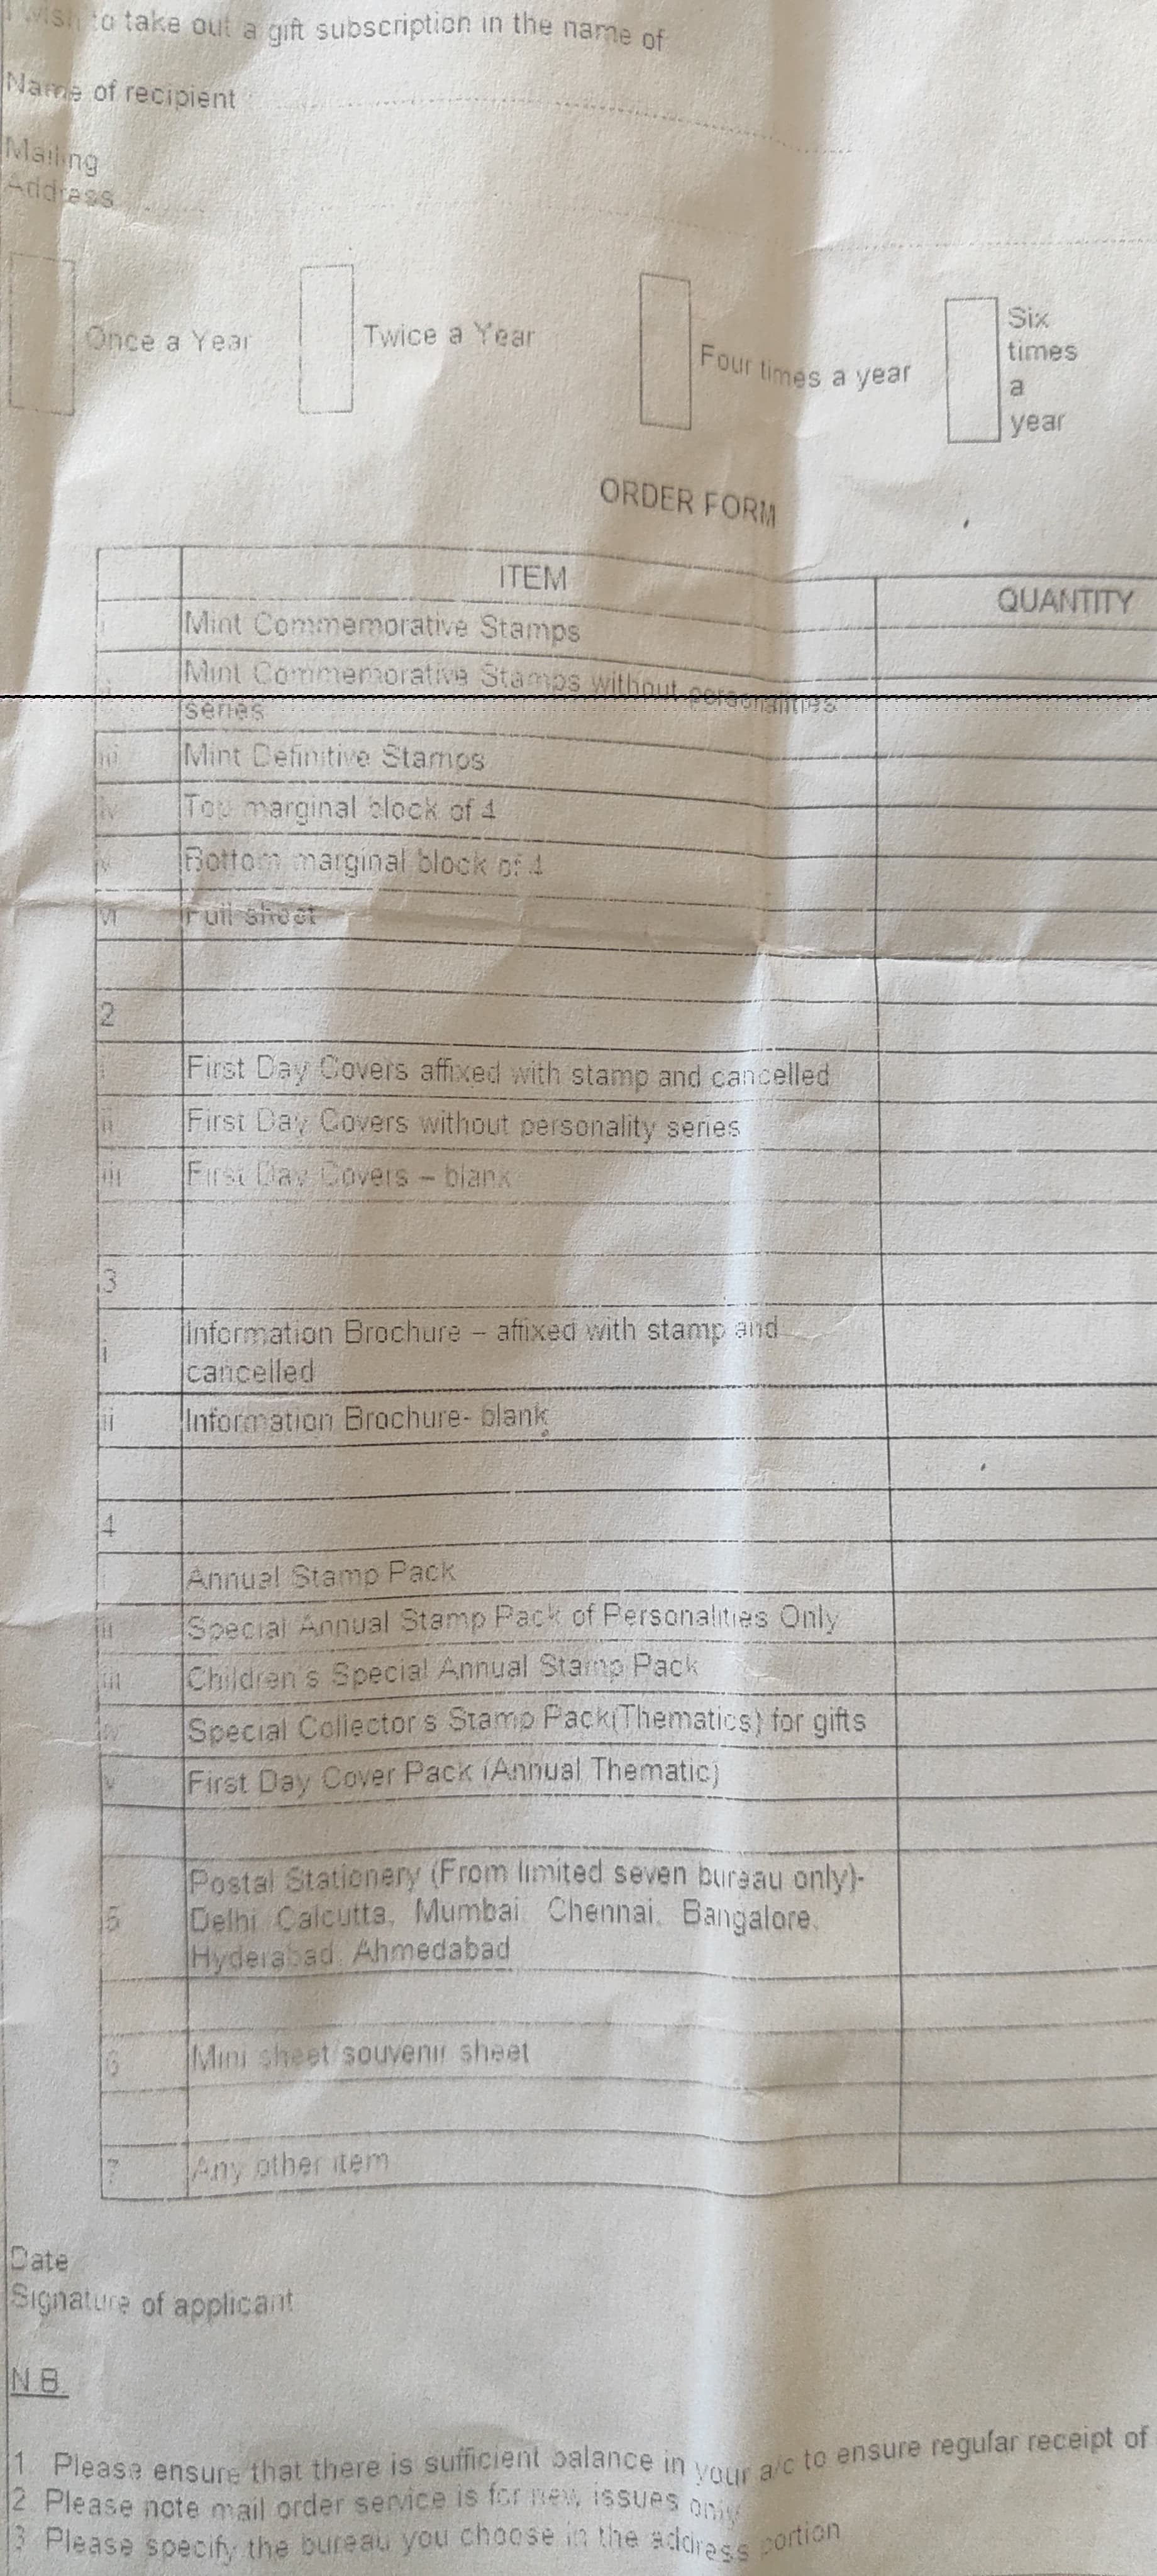 I wish to take out a gift subscription in the name of
Name of recipient
Mailing
Address
Once a Year
Twice a Year
Four times a year
Six
times
a
year
ORDER FORM
ITEM
QUANTITY
i Mint Commemorative Stamps
Mint Commemorative Stamps without personalities
series
iii Mint Definitive Stamps
iv Top marginal block of 4
v Bottom marginal block of 4
vi Full sheet
2
i First Day Covers affixed with stamp and cancelled
ii First Day Covers without personality series
iii First Day Covers – blank
3
i Information Brochure – affixed with stamp and
cancelled
ii Information Brochure- blank
4
i Annual Stamp Pack
ii Special Annual Stamp Pack of Personalities Only
iii Children's Special Annual Stamp Pack
iv Special Collector's Stamp Pack(Thematics) for gifts
v First Day Cover Pack (Annual Thematic)
Postal Stationery (From limited seven bureau only)-
5 Delhi, Calcutta, Mumbai, Chennai, Bangalore,
Hyderabad, Ahmedabad
6 Mini sheet/souvenir sheet
7 Any other item
Date
Signature of applicant
N.B.
1. Please ensure that there is sufficient balance in your a/c to ensure regular receipt of
2. Please note mail order service is for new issues only
3. Please specify the bureau you choose in the address portion